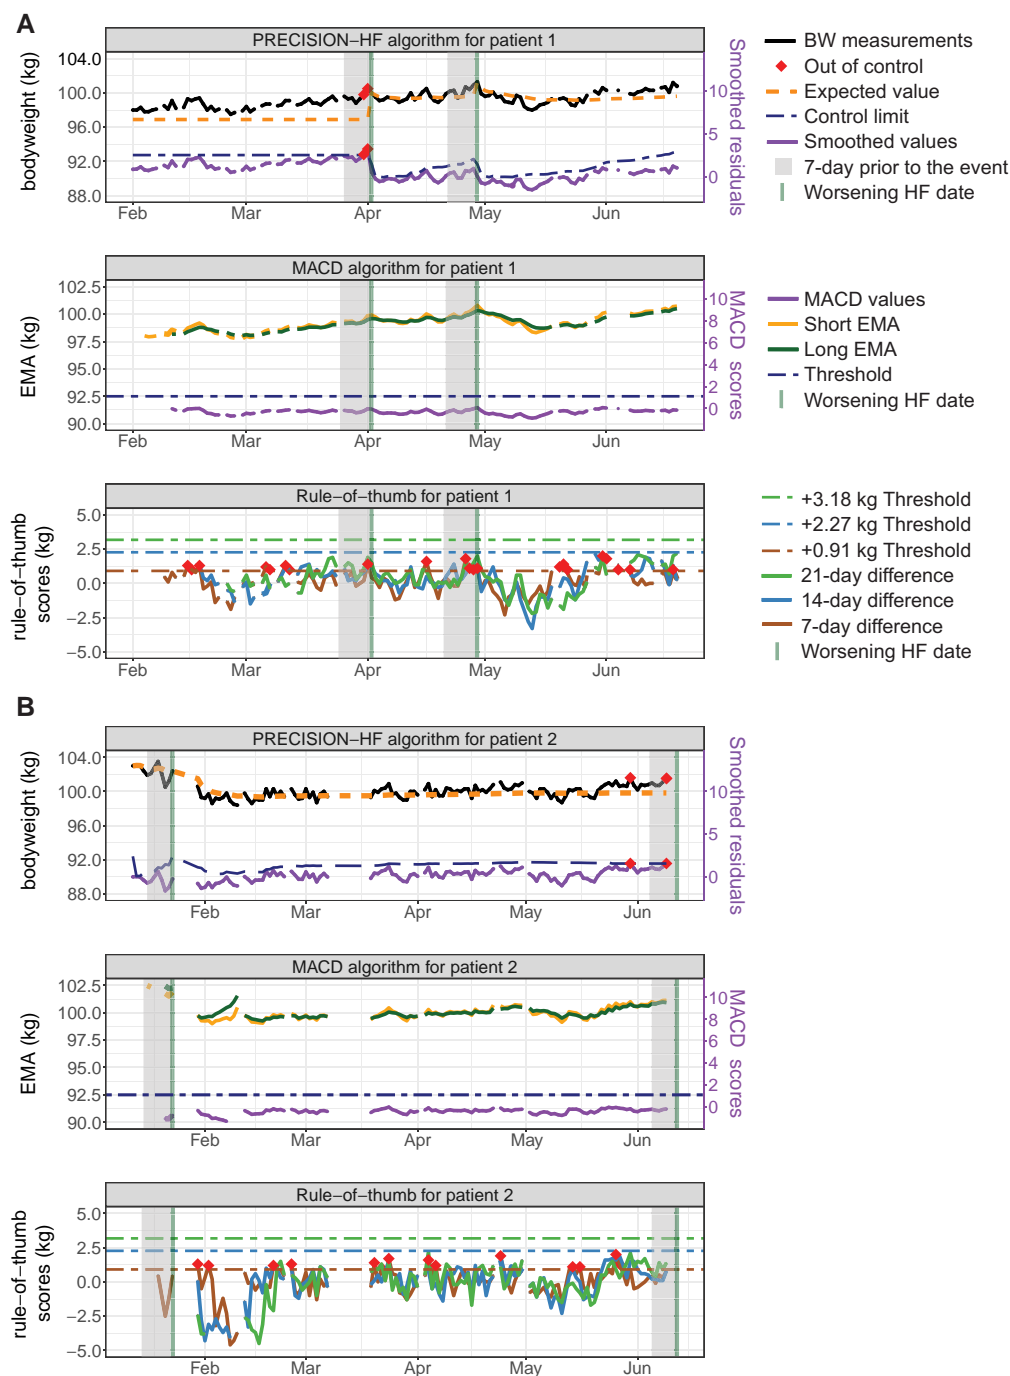 A
PRECISION−HF algorithm for patient 1
bodyweight (kg)
104.0
100.0
96.0
92.0
88.0
Smoothed residuals
10
5
0
Feb Mar Apr May Jun
BW measurements
Out of control
Expected value
Control limit
Smoothed values
7-day prior to the event
Worsening HF date
MACD algorithm for patient 1
EMA (kg)
102.5
100.0
97.5
95.0
92.5
90.0
MACD scores
10
8
6
4
2
0
Feb Mar Apr May Jun
MACD values
Short EMA
Long EMA
Threshold
Worsening HF date
Rule−of−thumb for patient 1
rule−of−thumb
scores (kg)
5.0
2.5
0.0
−2.5
−5.0
Feb Mar Apr May Jun
+3.18 kg Threshold
+2.27 kg Threshold
+0.91 kg Threshold
21-day difference
14-day difference
7-day difference
Worsening HF date
B
PRECISION−HF algorithm for patient 2
bodyweight (kg)
104.0
100.0
96.0
92.0
88.0
Smoothed residuals
10
5
0
Feb Mar Apr May Jun
MACD algorithm for patient 2
EMA (kg)
102.5
100.0
97.5
95.0
92.5
90.0
MACD scores
10
8
6
4
2
0
Feb Mar Apr May Jun
Rule−of−thumb for patient 2
rule−of−thumb
scores (kg)
5.0
2.5
0.0
−2.5
−5.0
Feb Mar Apr May Jun